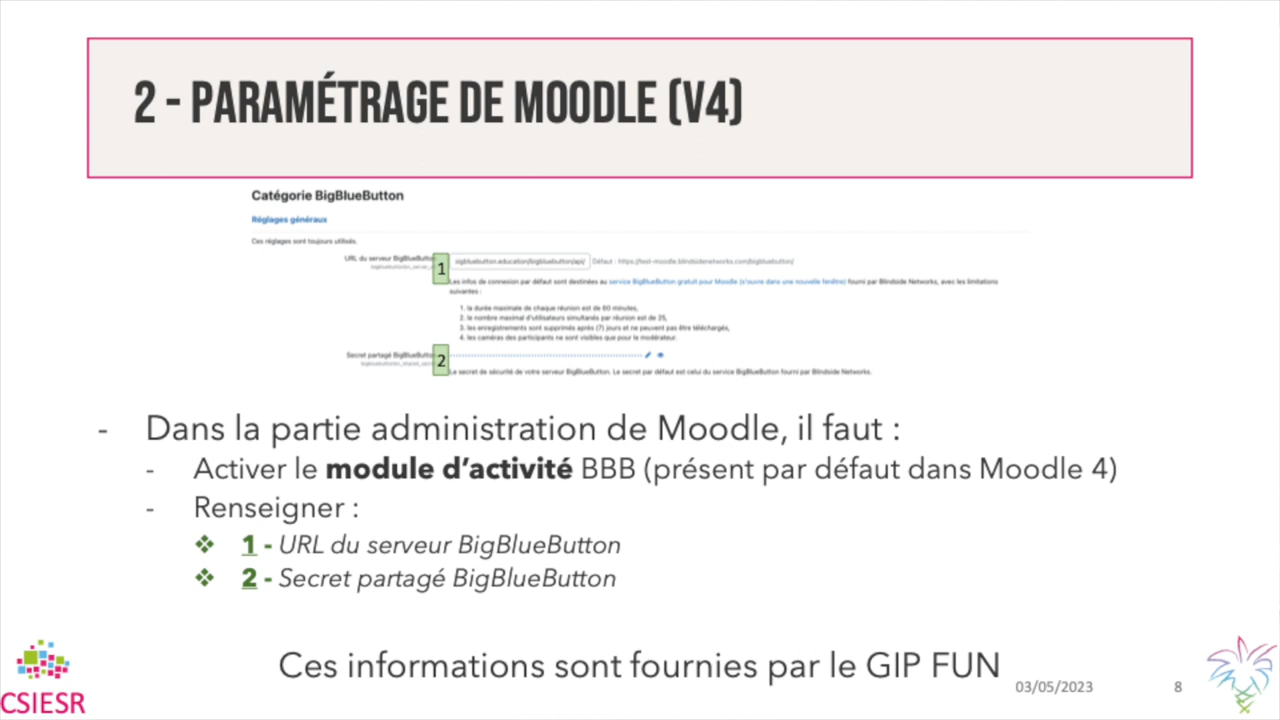 2 - PARAMÉTRAGE DE MOODLE (V4)
Catégorie BigBlueButton
Réglages généraux
Ces réglages sont toujours utilisés.
URL du serveur BigBlueButton
1
bigbluebutton.education/bigbluebutton/api/
Défaut : https://test-moodle.blindsidenetworks.com/bigbluebutton/
Les infos de connexion par défaut sont destinées au service BigBlueButton gratuit pour Moodle (s'ouvre dans une nouvelle fenêtre) fourni par Blindside Networks, avec les limitations
suivantes :
1. la durée maximale de chaque réunion est de 60 minutes,
2. le nombre maximal d'utilisateurs simultanés par réunion est de 25,
3. les enregistrements sont supprimés après (7) jours et ne peuvent pas être téléchargés,
4. les caméras des participants ne sont visibles que pour le modérateur.
Secret partagé BigBlueButton
2
Le secret de sécurité de votre serveur BigBlueButton. Le secret par défaut est celui du service BigBlueButton fourni par Blindside Networks.
- Dans la partie administration de Moodle, il faut :
- Activer le module d'activité BBB (présent par défaut dans Moodle 4)
- Renseigner :
❖ 1 - URL du serveur BigBlueButton
❖ 2 - Secret partagé BigBlueButton
Ces informations sont fournies par le GIP FUN
03/05/2023
8
CSIESR